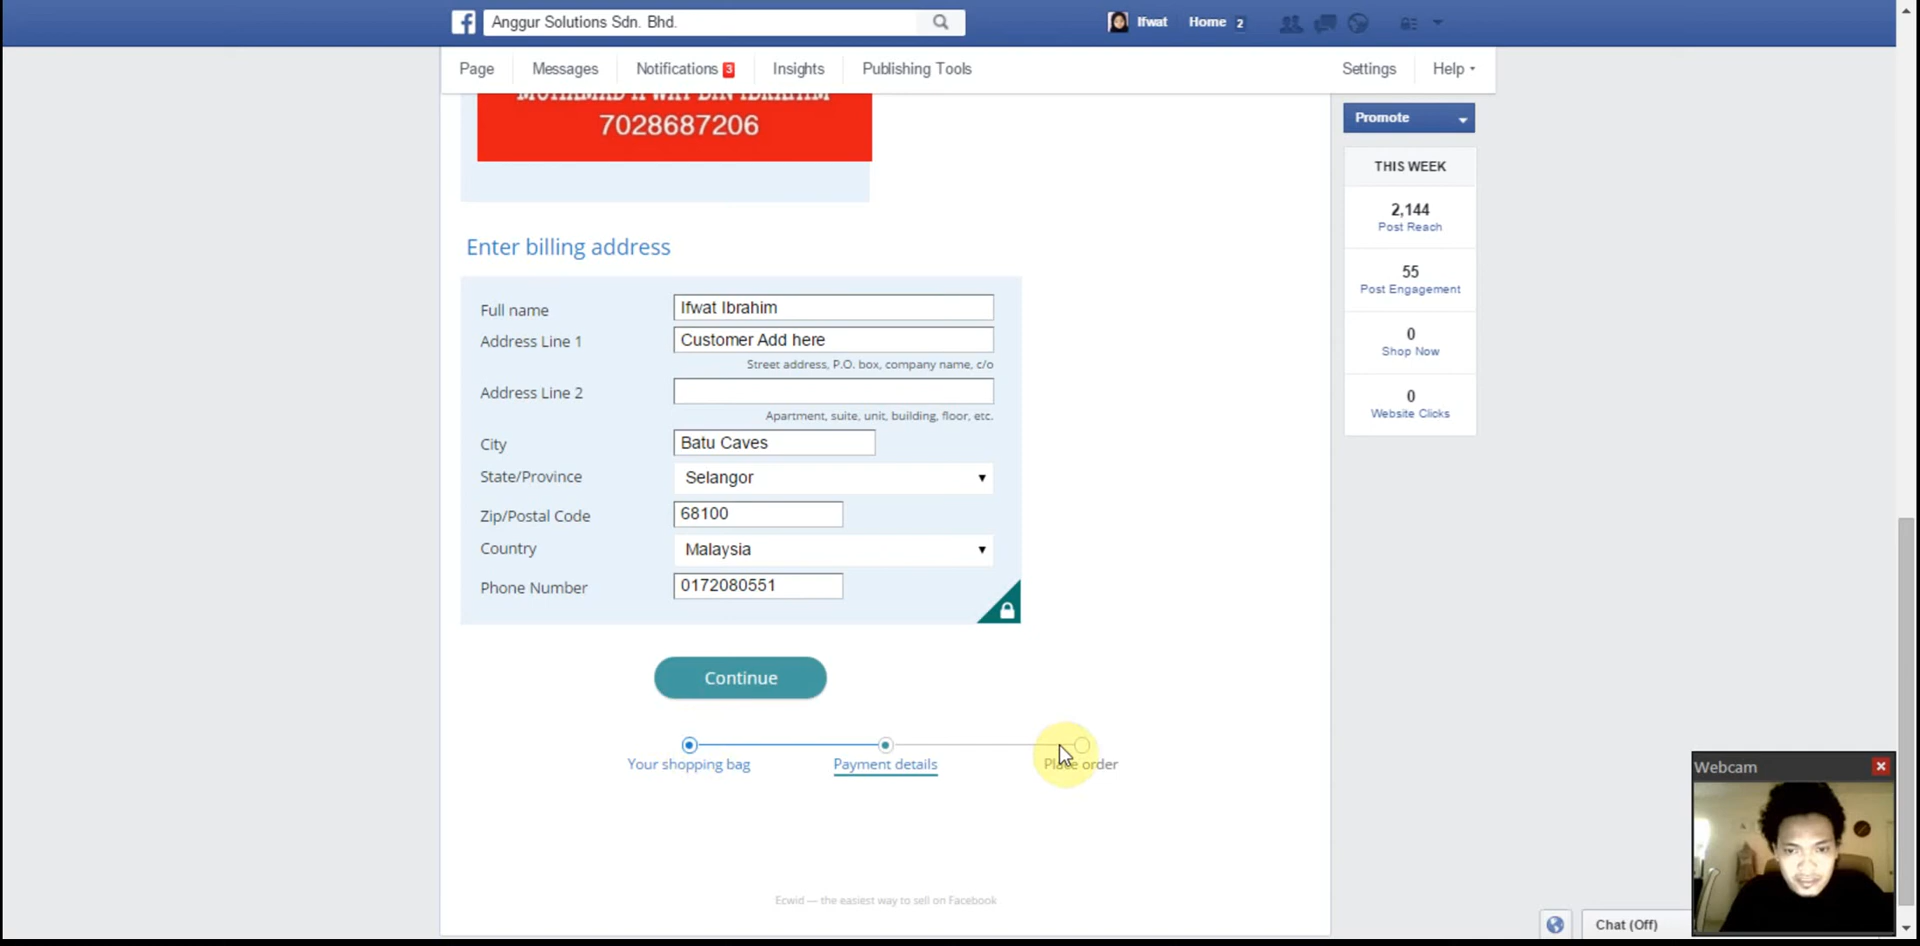 Anggur Solutions Sdn. Bhd.
Ifwat
Home 2
Page
Messages
Notifications 3
Insights
Publishing Tools
Settings
Help
7028687206
Promote
THIS WEEK
2,144
Post Reach
55
Post Engagement
0
Shop Now
0
Website Clicks
Enter billing address
Full name
Ifwat Ibrahim
Address Line 1
Customer Add here
Street address, P.O. box, company name, c/o
Address Line 2
Apartment, suite, unit, building, floor, etc.
City
Batu Caves
State/Province
Selangor
Zip/Postal Code
68100
Country
Malaysia
Phone Number
0172080551
Continue
Your shopping bag
Payment details
Place order
Ecwid — the easiest way to sell on Facebook
Webcam
Chat (Off)